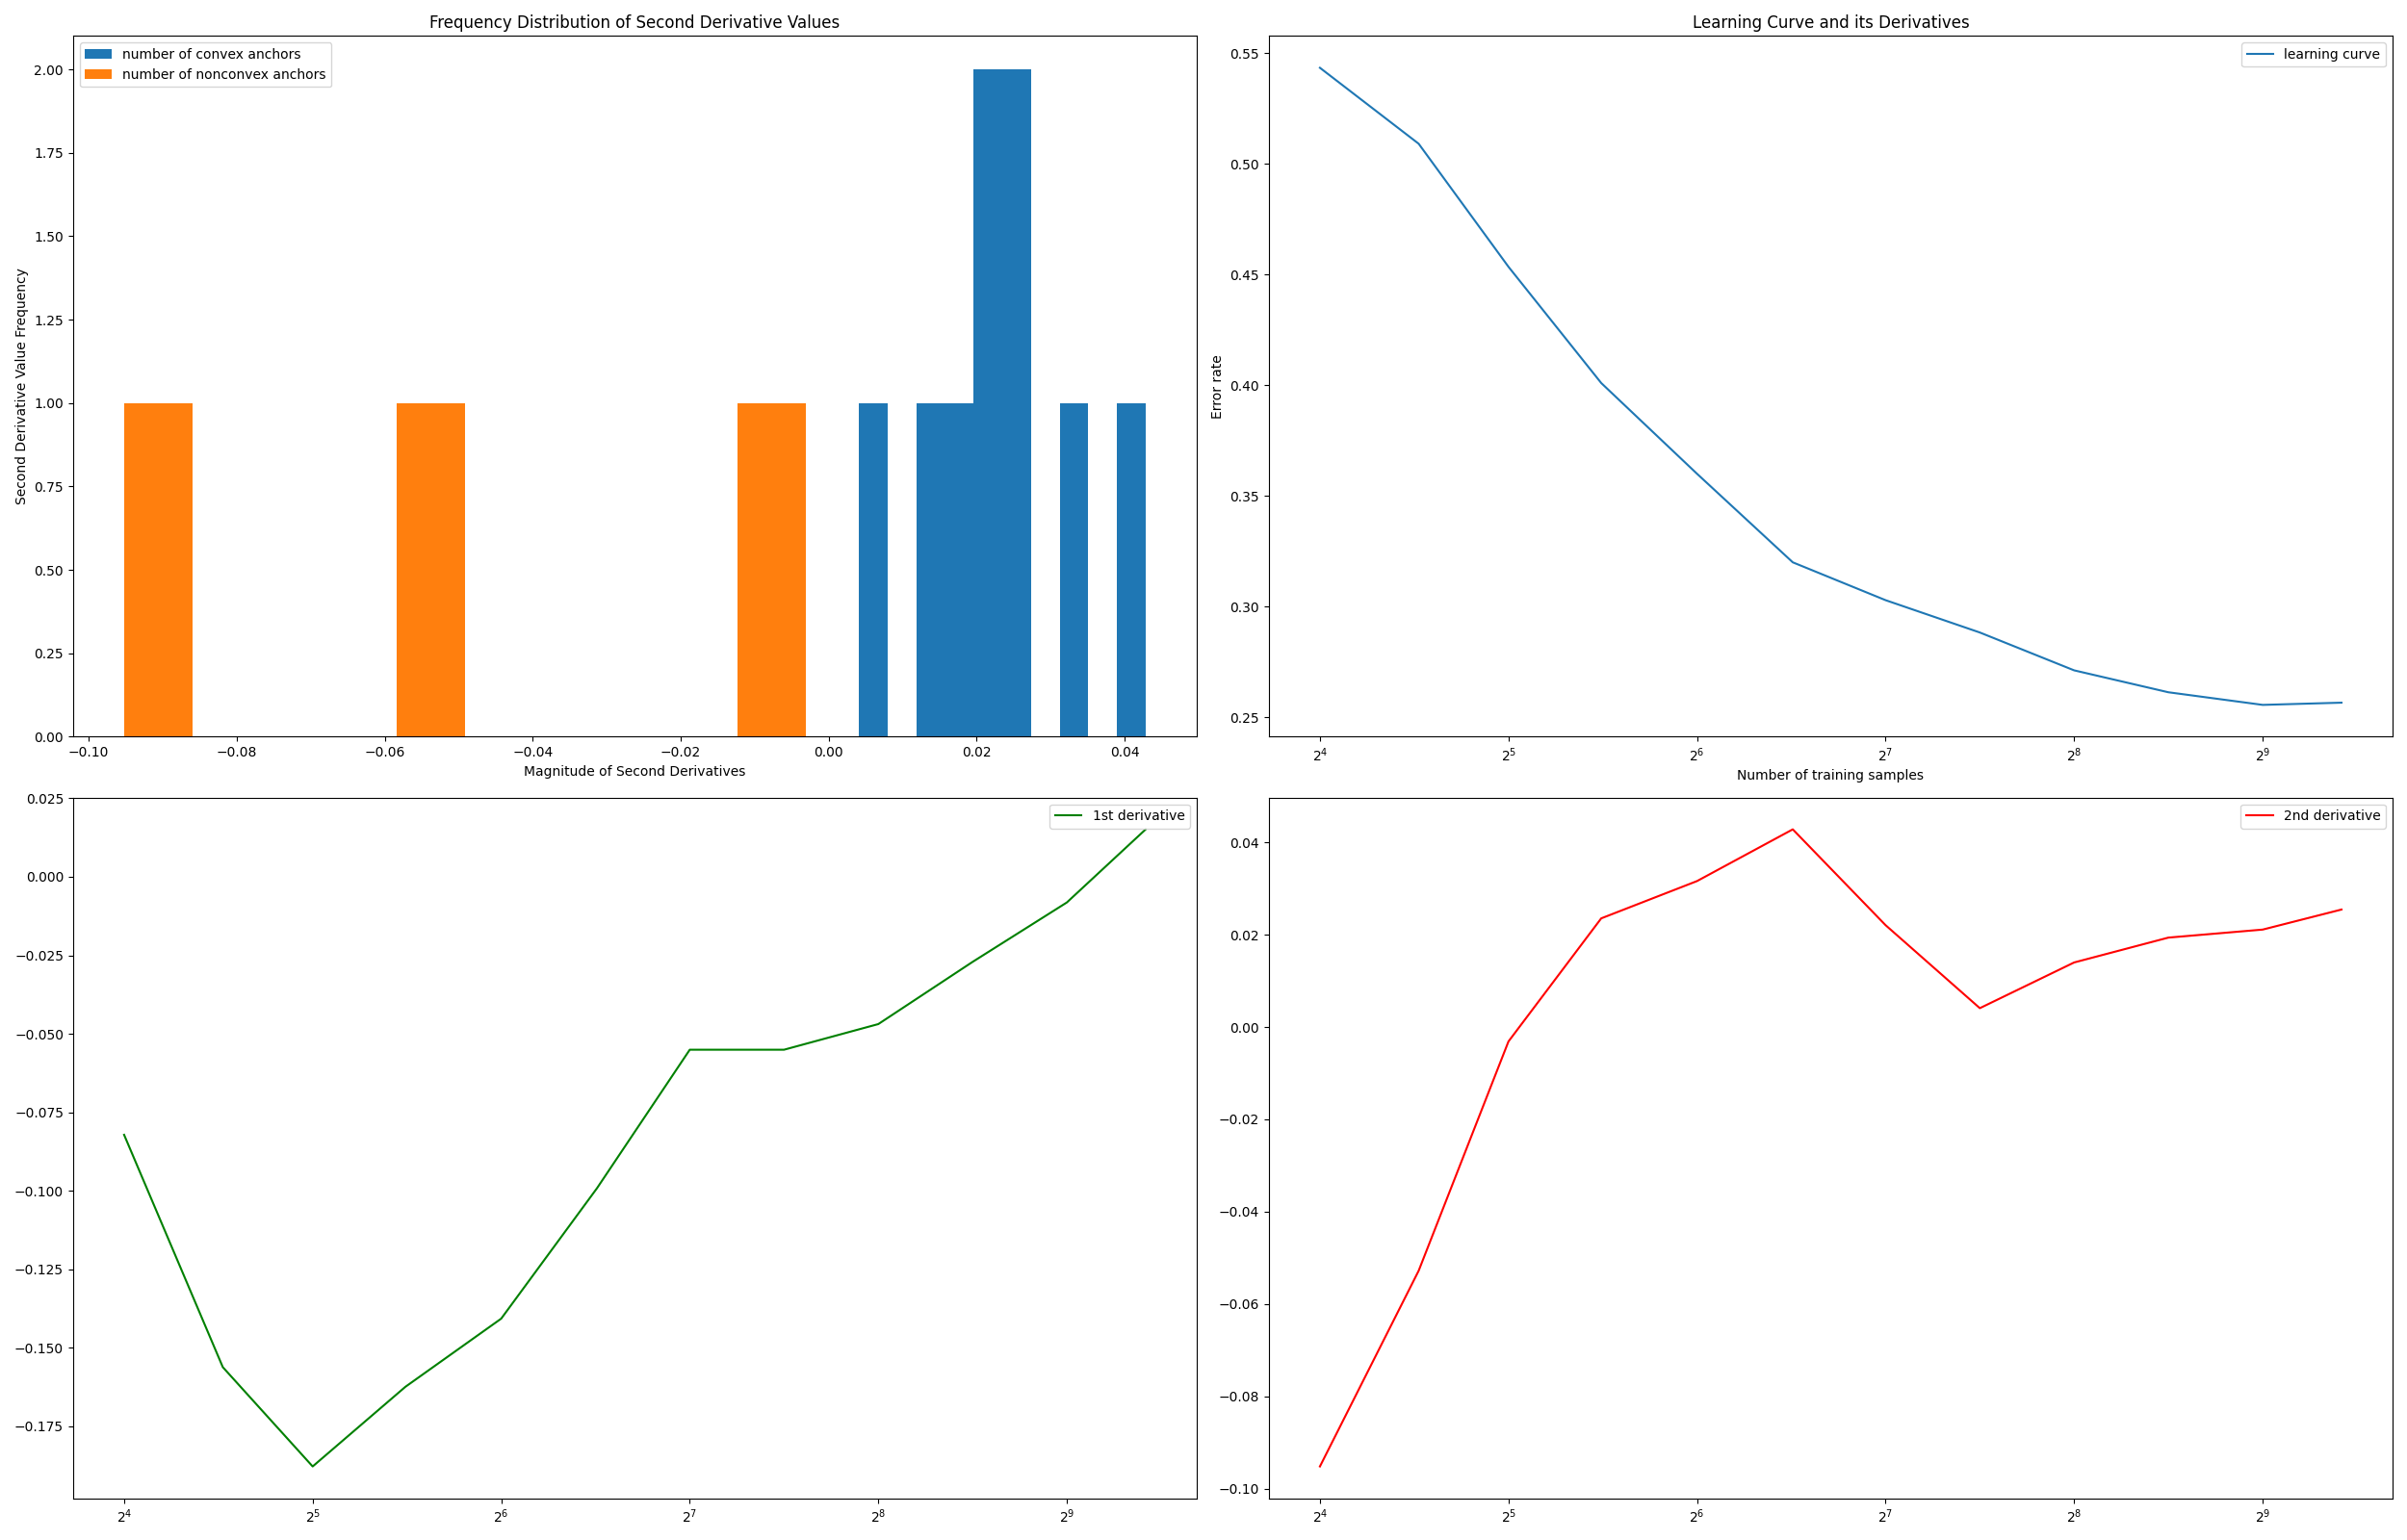 Frequency Distribution of Second Derivative Values
number of convex anchors
number of nonconvex anchors
Second Derivative Value Frequency
2.00
1.75
1.50
1.25
1.00
0.75
0.50
0.25
0.00
−0.10 −0.08 −0.06 −0.04 −0.02 0.00 0.02 0.04
Magnitude of Second Derivatives
Learning Curve and its Derivatives
learning curve
Error rate
0.55
0.50
0.45
0.40
0.35
0.30
0.25
2⁴ 2⁵ 2⁶ 2⁷ 2⁸ 2⁹
Number of training samples
1st derivative
0.025
0.000
−0.025
−0.050
−0.075
−0.100
−0.125
−0.150
−0.175
2⁴ 2⁵ 2⁶ 2⁷ 2⁸ 2⁹
2nd derivative
0.04
0.02
0.00
−0.02
−0.04
−0.06
−0.08
−0.10
2⁴ 2⁵ 2⁶ 2⁷ 2⁸ 2⁹